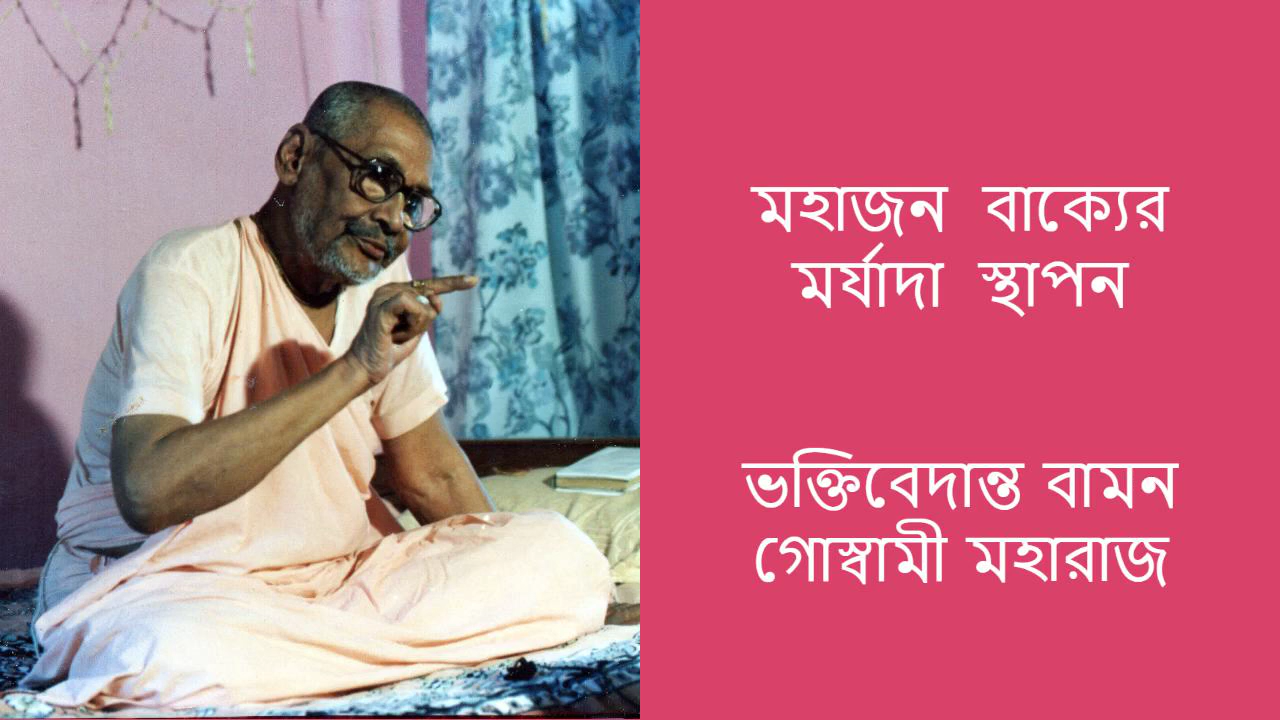 মহাজন বাক্যের
মর্যাদা স্থাপন
ভক্তিবেদান্ত বামন
গোস্বামী মহারাজ